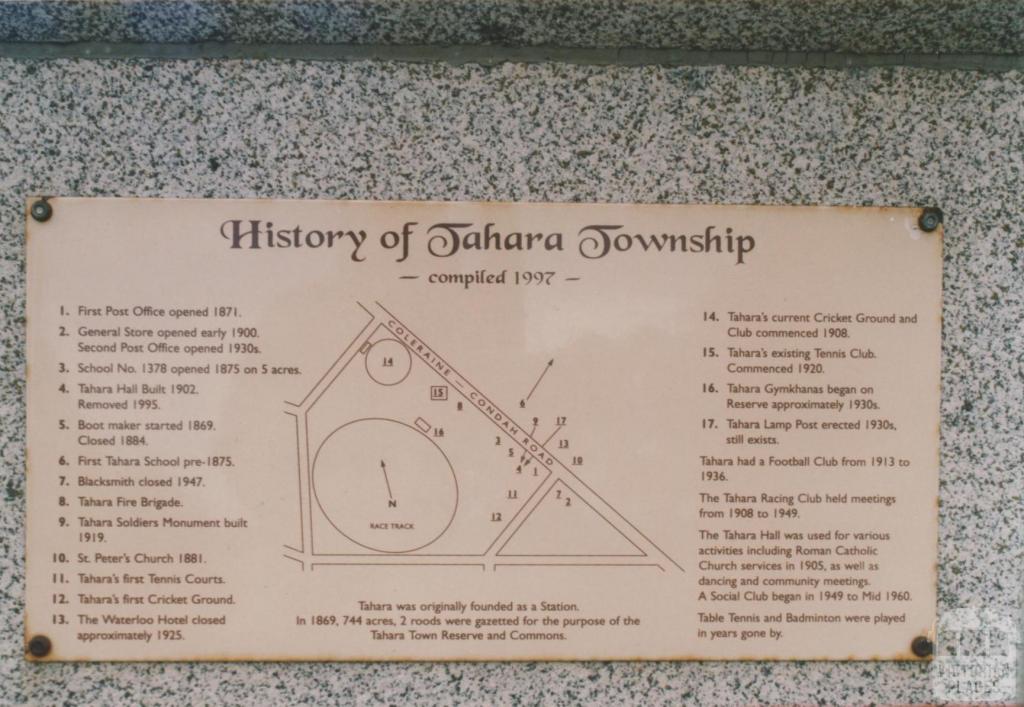 History of Tahara Township
— compiled 1997 —
1. First Post Office opened 1871.
2. General Store opened early 1900.
Second Post Office opened 1930s.
3. School No. 1378 opened 1875 on 5 acres.
4. Tahara Hall Built 1902.
Removed 1995.
5. Boot maker started 1869.
Closed 1884.
6. First Tahara School pre-1875.
7. Blacksmith closed 1947.
8. Tahara Fire Brigade.
9. Tahara Soldiers Monument built
1919.
10. St. Peter's Church 1881.
11. Tahara's first Tennis Courts.
12. Tahara's first Cricket Ground.
13. The Waterloo Hotel closed
approximately 1925.
COLERAINE — CONDAH ROAD
14
15
8
16
6
9
17
3
13
5
10
4
1
11
7
2
12
N
RACE TRACK
Tahara was originally founded as a Station.
In 1869, 744 acres, 2 roods were gazetted for the purpose of the
Tahara Town Reserve and Commons.
14. Tahara's current Cricket Ground and
Club commenced 1908.
15. Tahara's existing Tennis Club.
Commenced 1920.
16. Tahara Gymkhanas began on
Reserve approximately 1930s.
17. Tahara Lamp Post erected 1930s,
still exists.
Tahara had a Football Club from 1913 to
1936.
The Tahara Racing Club held meetings
from 1908 to 1949.
The Tahara Hall was used for various
activities including Roman Catholic
Church services in 1905, as well as
dancing and community meetings.
A Social Club began in 1949 to Mid 1960.
Table Tennis and Badminton were played
in years gone by.
VICTORIAN
PLACES